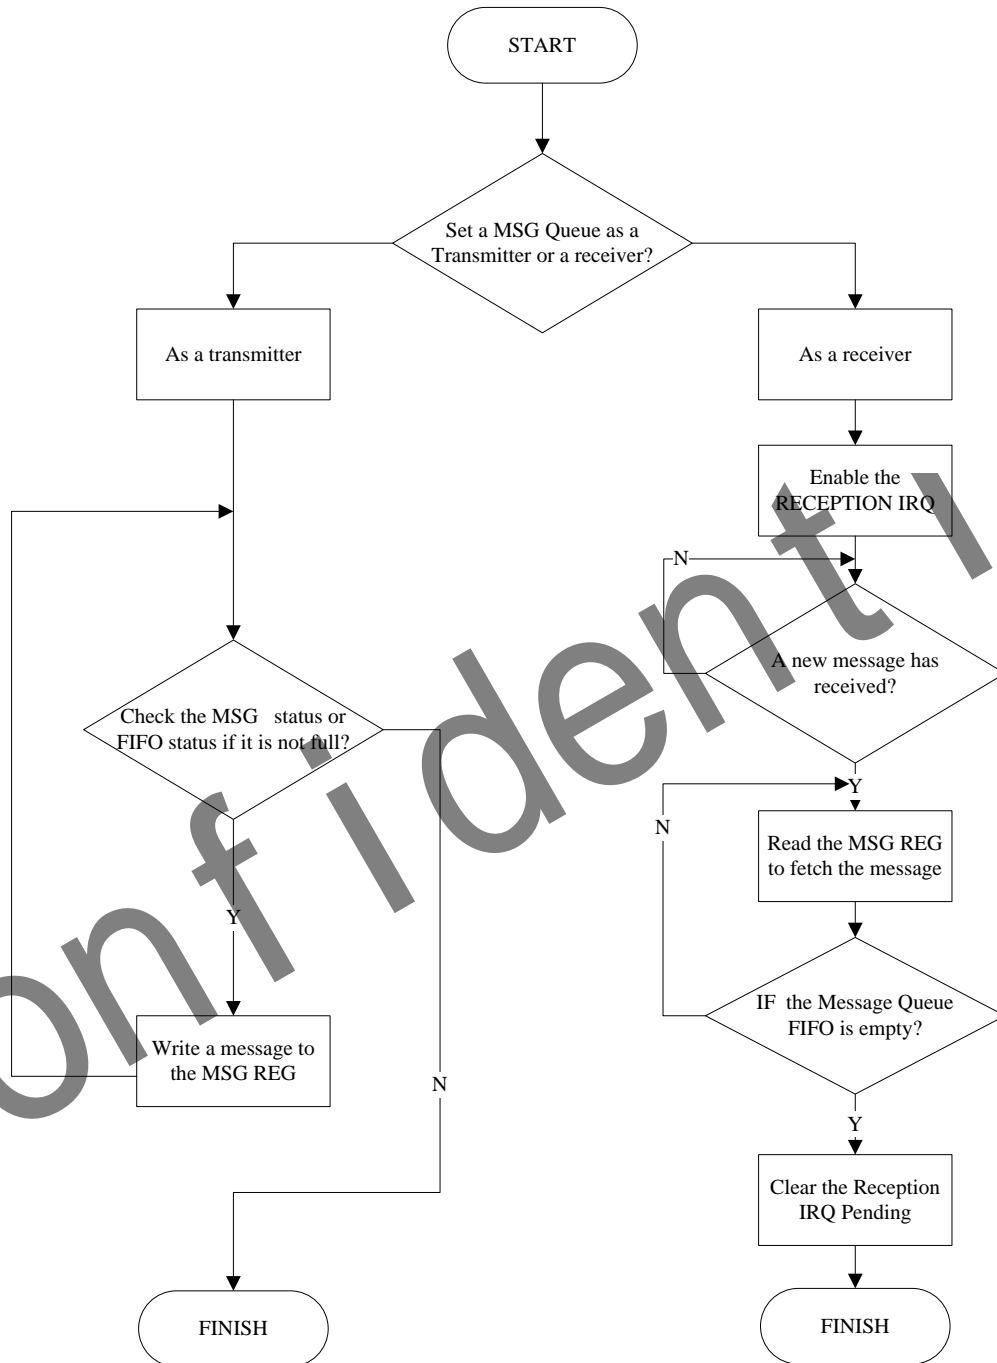 START
Set a MSG Queue as a
Transmitter or a receiver?
As a transmitter
As a receiver
Enable the
RECEPTION IRQ
N
A new message has
received?
Check the MSG status or
FIFO status if it is not full?
Y
N
Read the MSG REG
to fetch the message
Y
IF the Message Queue
FIFO is empty?
Write a message to
the MSG REG
N
Y
Clear the Reception
IRQ Pending
FINISH
FINISH
onfidenti